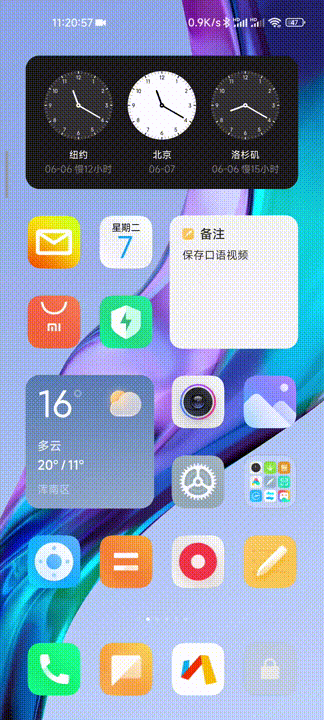 11:20:57
0.9K/s
47
纽约
北京
洛杉矶
06-06 慢12小时
06-07
06-06 慢15小时
星期二
7
备注
保存口语视频
mi
16°
多云
20° / 11°
浑南区